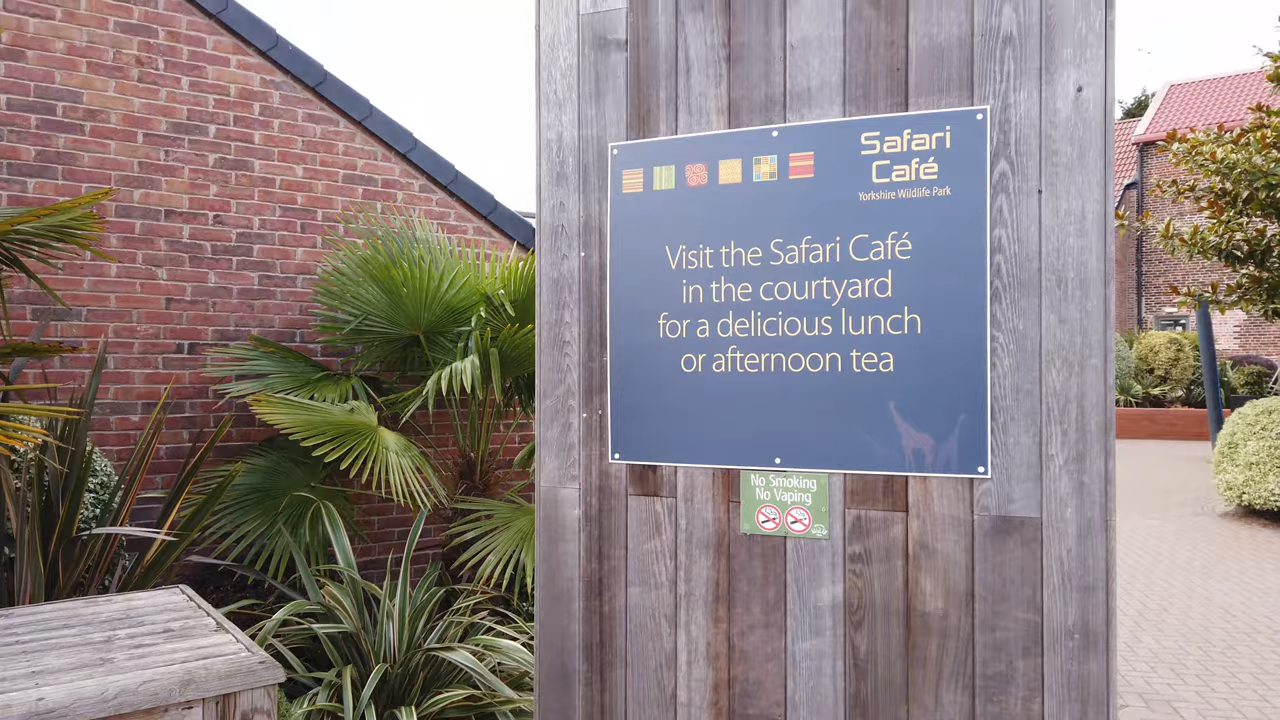 Safari
Café
Yorkshire Wildlife Park
Visit the Safari Café
in the courtyard
for a delicious lunch
or afternoon tea
No Smoking
No Vaping